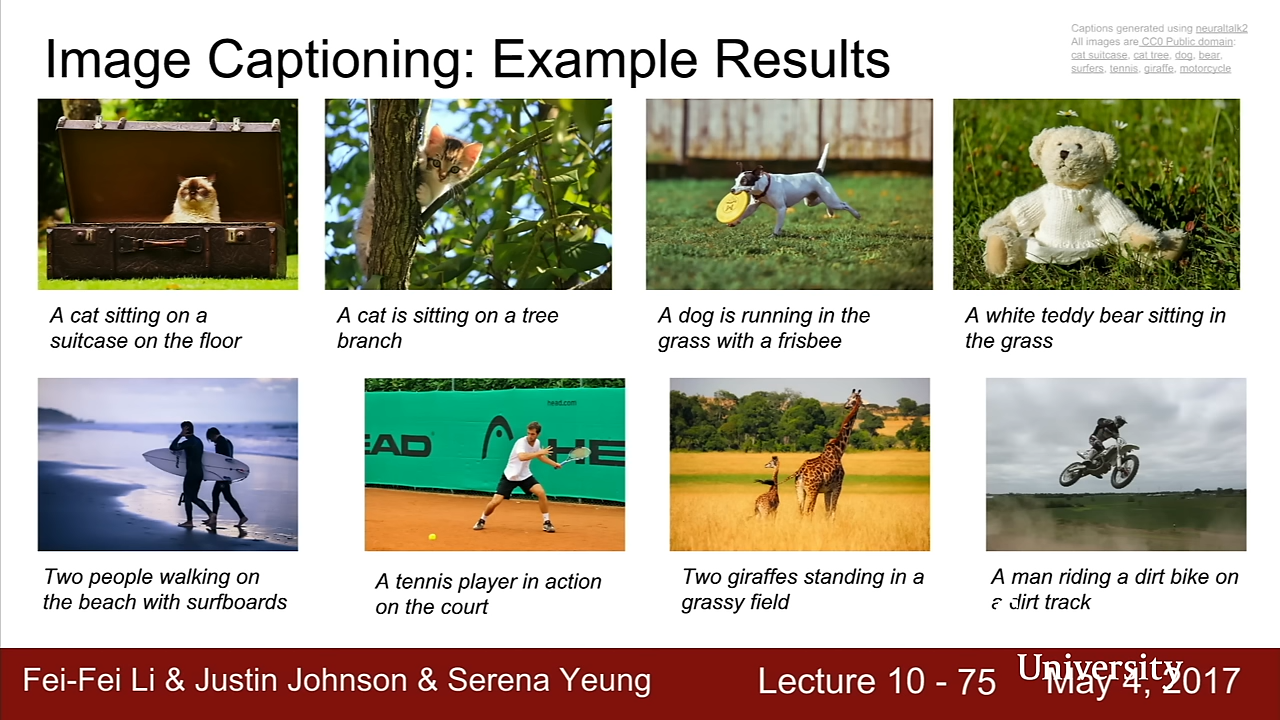 Image Captioning: Example Results
Captions generated using neuraltalk2
All images are CC0 Public domain:
cat suitcase, cat tree, dog, bear,
surfers, tennis, giraffe, motorcycle
A cat sitting on a
suitcase on the floor
A cat is sitting on a tree
branch
A dog is running in the
grass with a frisbee
A white teddy bear sitting in
the grass
head.com
EAD
HE
Two people walking on
the beach with surfboards
A tennis player in action
on the court
Two giraffes standing in a
grassy field
A man riding a dirt bike on
a dirt track
Fei-Fei Li & Justin Johnson & Serena Yeung
Lecture 10 - 75
University
May 4, 2017